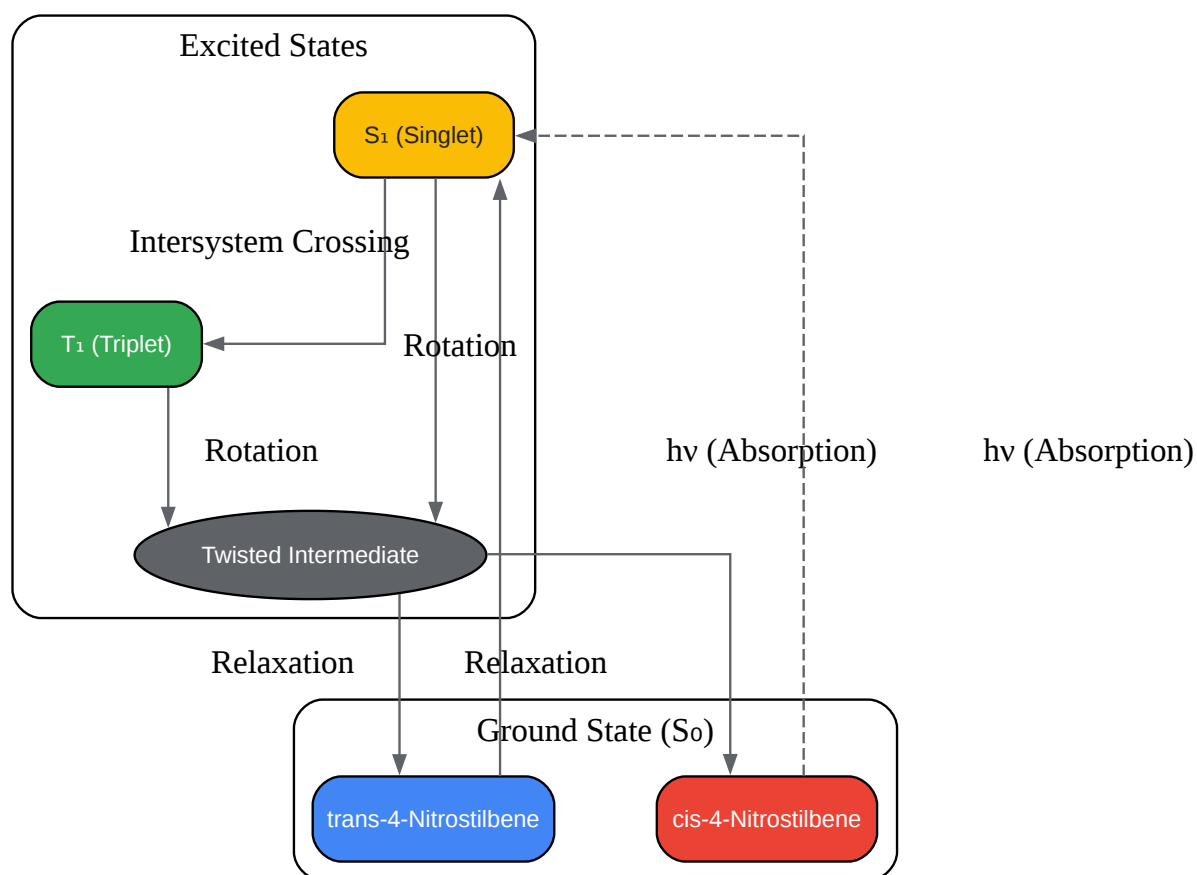 Excited States
S₁ (Singlet)
Intersystem Crossing
T₁ (Triplet)
Rotation
Rotation
hν (Absorption)
hν (Absorption)
Twisted Intermediate
Relaxation
Relaxation
Ground State (S₀)
trans-4-Nitrostilbene
cis-4-Nitrostilbene